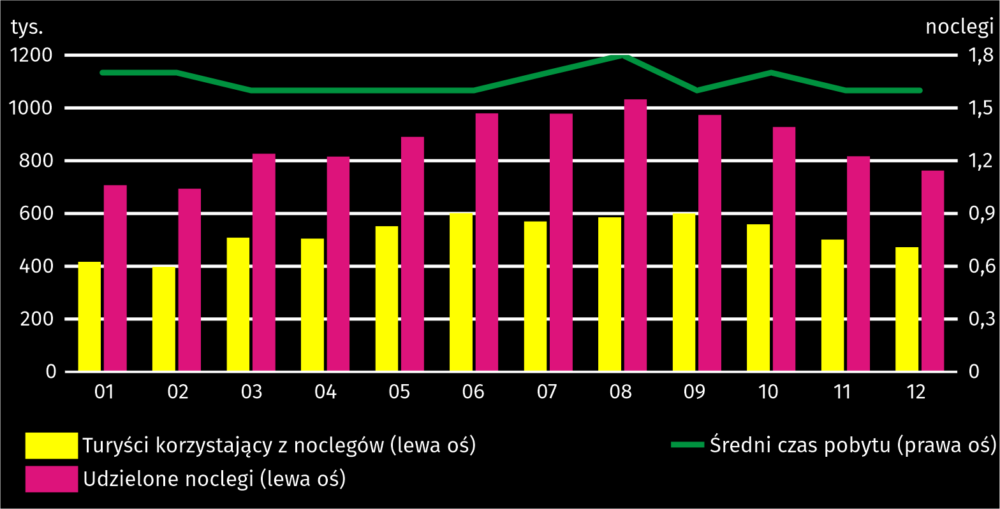 tys. noclegi
1200 1,8
1000 1,5
800 1,2
600 0,9
400 0,6
200 0,3
0 0
01 02 03 04 05 06 07 08 09 10 11 12
Turyści korzystający z noclegów (lewa oś) Średni czas pobytu (prawa oś)
Udzielone noclegi (lewa oś)